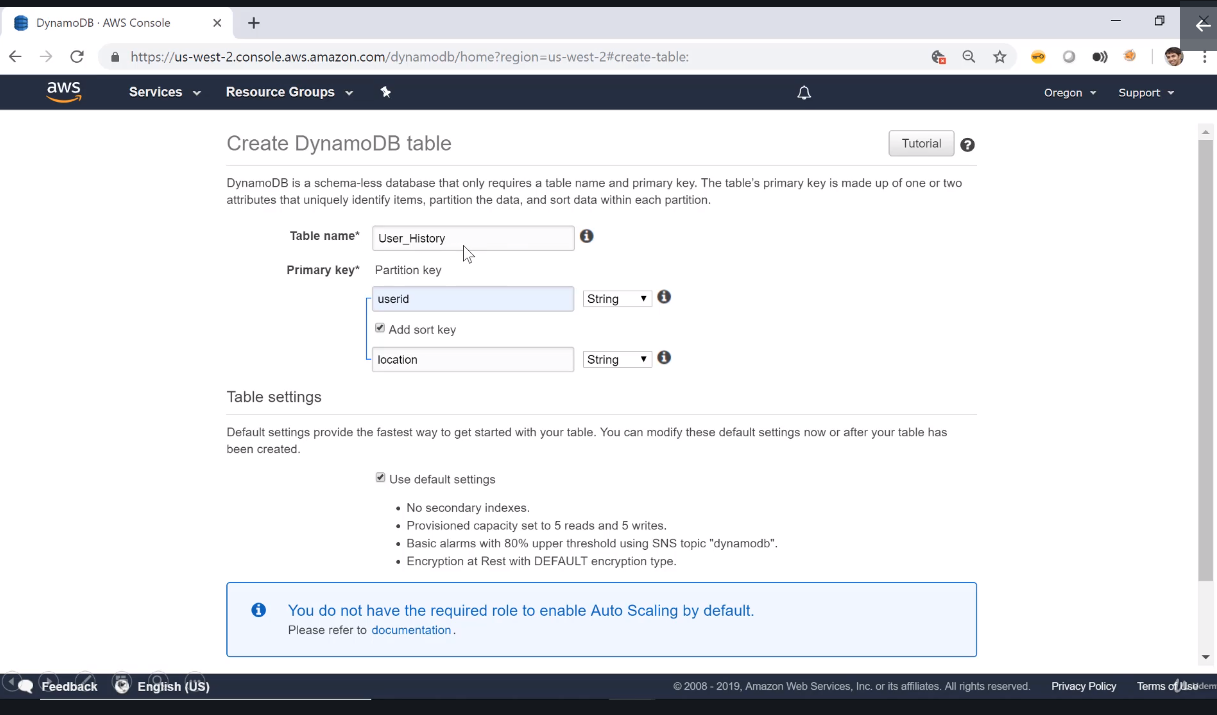 DynamoDB · AWS Console
https://us-west-2.console.aws.amazon.com/dynamodb/home?region=us-west-2#create-table:
aws Services Resource Groups Oregon Support
Create DynamoDB table Tutorial
DynamoDB is a schema-less database that only requires a table name and primary key. The table's primary key is made up of one or two
attributes that uniquely identify items, partition the data, and sort data within each partition.
Table name* User_History
Primary key* Partition key
userid String
Add sort key
location String
Table settings
Default settings provide the fastest way to get started with your table. You can modify these default settings now or after your table has
been created.
Use default settings
No secondary indexes.
Provisioned capacity set to 5 reads and 5 writes.
Basic alarms with 80% upper threshold using SNS topic "dynamodb".
Encryption at Rest with DEFAULT encryption type.
You do not have the required role to enable Auto Scaling by default.
Please refer to documentation.
Feedback English (US) © 2008 - 2019, Amazon Web Services, Inc. or its affiliates. All rights reserved. Privacy Policy Terms of Use